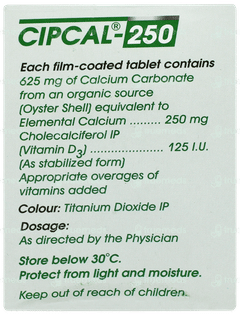 CIPCAL®-250
Each film-coated tablet contains
625 mg of Calcium Carbonate
from an organic source
(Oyster Shell) equivalent to
Elemental Calcium ......... 250 mg
Cholecalciferol IP
(Vitamin D3) ...................... 125 I.U.
(As stabilized form)
Appropriate overages of
vitamins added
Colour: Titanium Dioxide IP
Dosage:
As directed by the Physician
Store below 30°C.
Protect from light and moisture.
Keep out of reach of children.